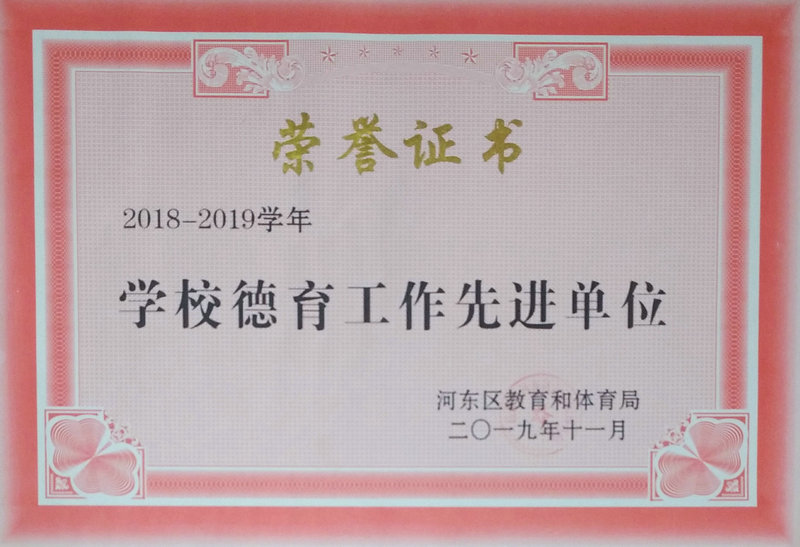 荣誉证书
2018-2019学年
学校德育工作先进单位
河东区教育和体育局
二〇一九年十一月